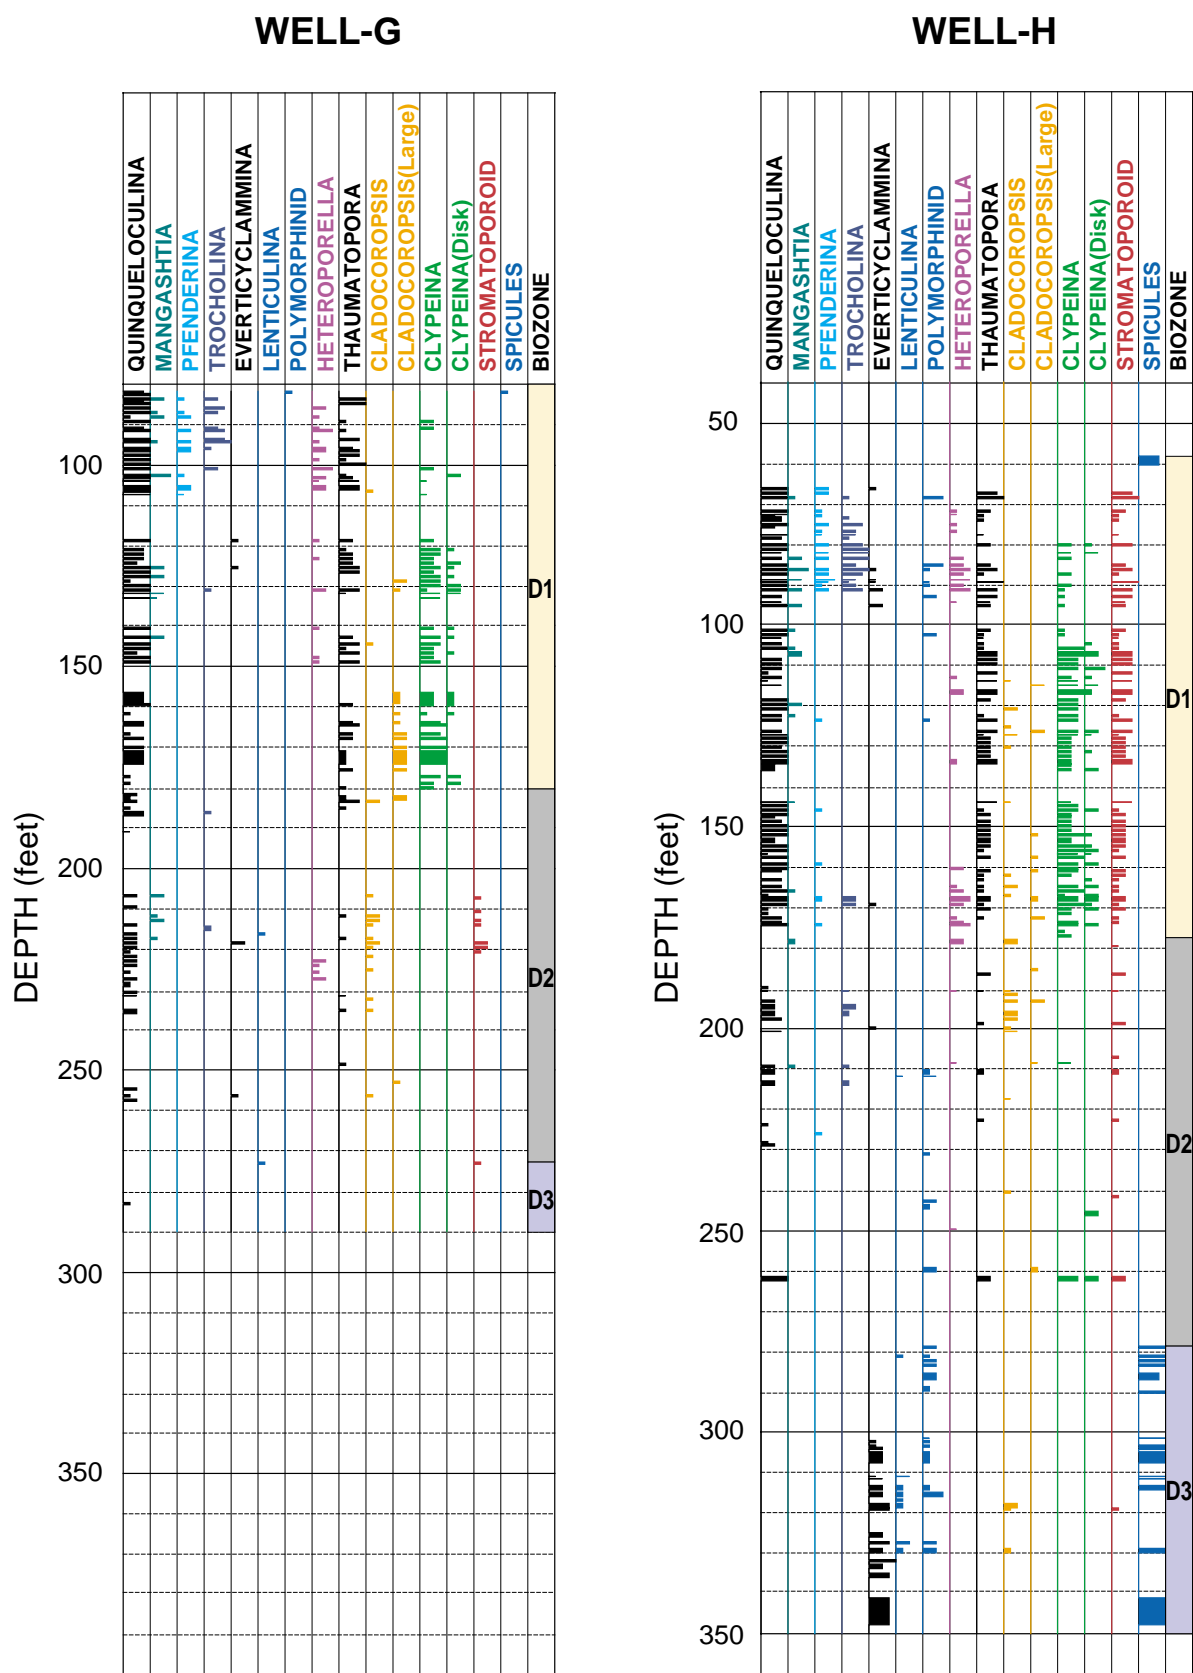 WELL-G
QUINQUELOCULINA
MANGASHTIA
PFENDERINA
TROCHOLINA
EVERTICYCLAMMINA
LENTICULINA
POLYMORPHINID
HETEROPORELLA
THAUMATOPORA
CLADOCOROPSIS
CLADOCOROPSIS(Large)
CLYPEINA
CLYPEINA(Disk)
STROMATOPOROID
SPICULES
BIOZONE
DEPTH (feet)
100
150
200
250
300
350
D1
D2
D3
WELL-H
QUINQUELOCULINA
MANGASHTIA
PFENDERINA
TROCHOLINA
EVERTICYCLAMMINA
LENTICULINA
POLYMORPHINID
HETEROPORELLA
THAUMATOPORA
CLADOCOROPSIS
CLADOCOROPSIS(Large)
CLYPEINA
CLYPEINA(Disk)
STROMATOPOROID
SPICULES
BIOZONE
DEPTH (feet)
50
100
150
200
250
300
350
D1
D2
D3